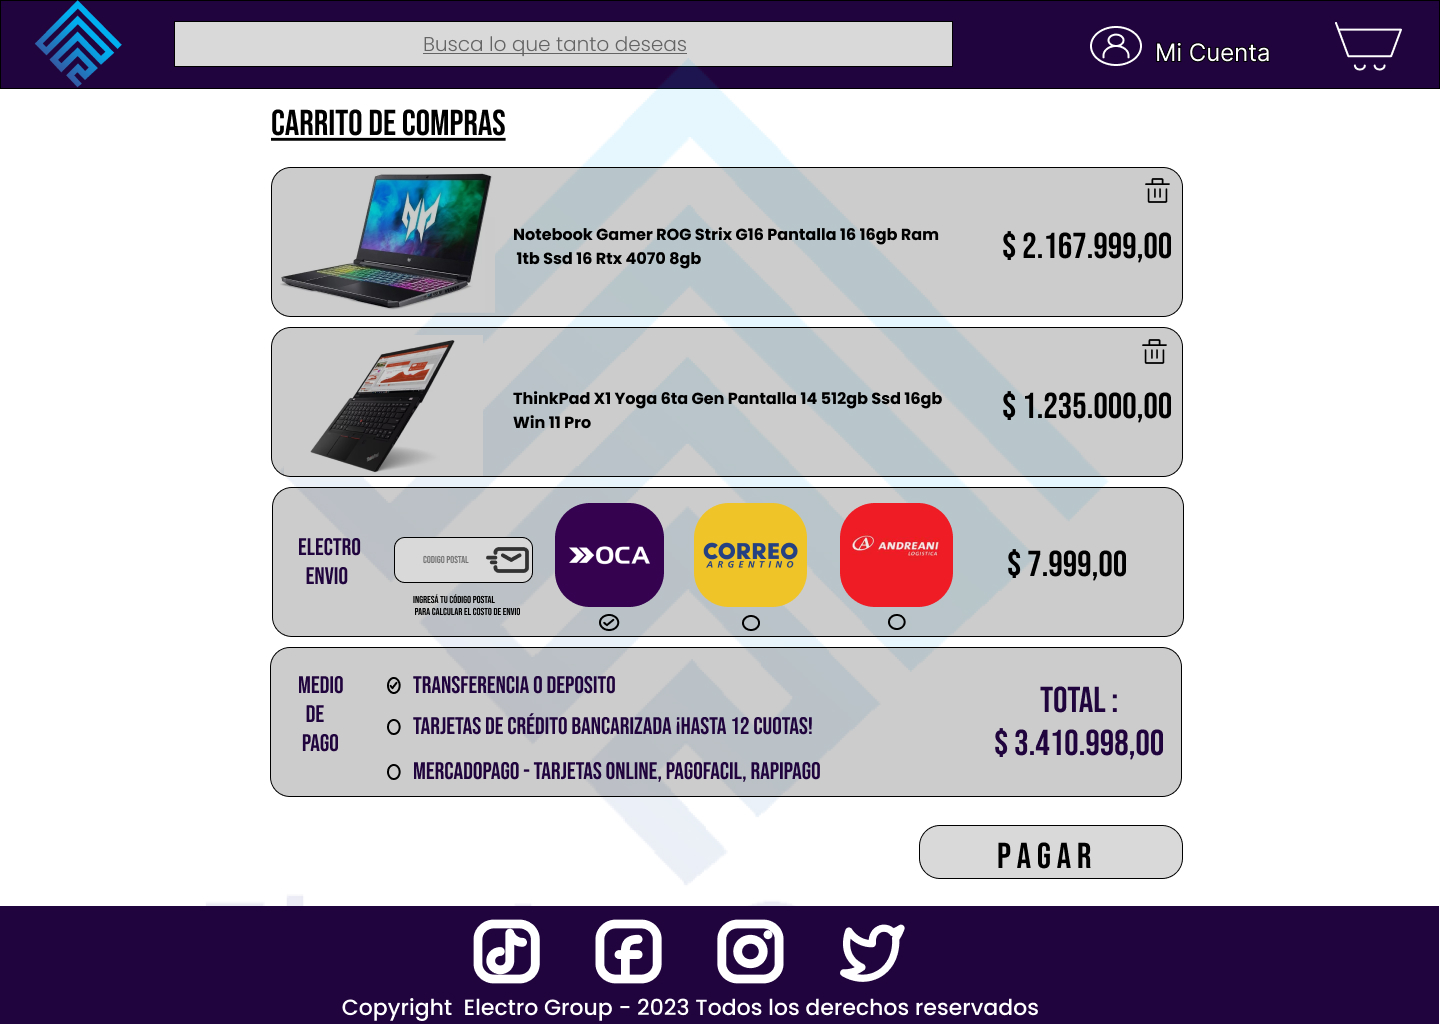 Busca lo que tanto deseas
Mi Cuenta
CARRITO DE COMPRAS
Notebook Gamer ROG Strix G16 Pantalla 16 16gb Ram
1tb Ssd 16 Rtx 4070 8gb
$ 2.167.999,00
ThinkPad X1 Yoga 6ta Gen Pantalla 14 512gb Ssd 16gb
Win 11 Pro
$ 1.235.000,00
ELECTRO
ENVIO
CODIGO POSTAL
INGRESÁ TU CÓDIGO POSTAL
PARA CALCULAR EL COSTO DE ENVIO
OCA
CORREO
ARGENTINO
ANDREANI
LOGISTICA
$ 7.999,00
MEDIO
DE
PAGO
TRANSFERENCIA O DEPOSITO
TARJETAS DE CRÉDITO BANCARIZADA ¡HASTA 12 CUOTAS!
MERCADOPAGO - TARJETAS ONLINE, PAGOFACIL, RAPIPAGO
TOTAL :
$ 3.410.998,00
PAGAR
Copyright  Electro Group - 2023 Todos los derechos reservados